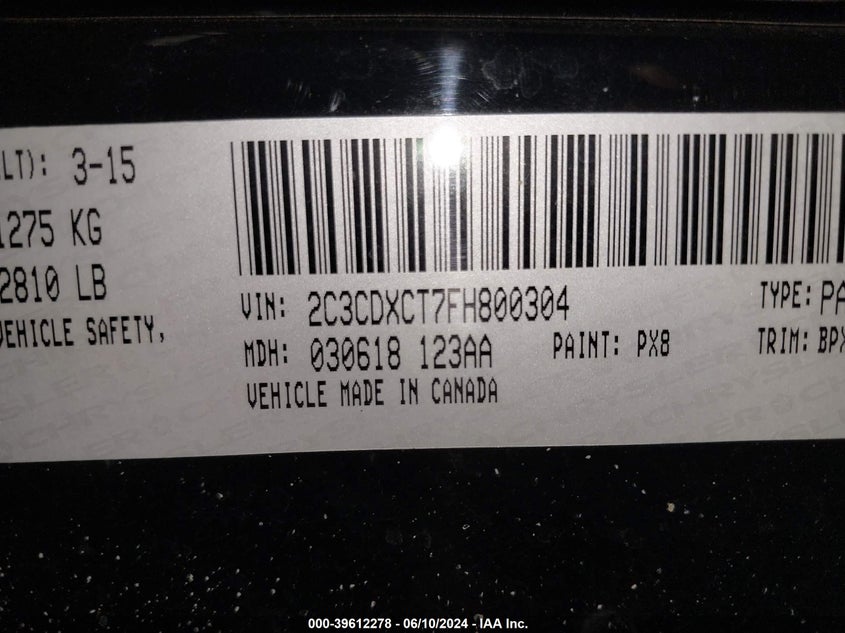 LT): 3-15
1275 KG
2810 LB
VEHICLE SAFETY,
VIN: 2C3CDXCT7FH800304 TYPE: PA
MDH: 030618 123AA PAINT: PX8 TRIM: BPX
VEHICLE MADE IN CANADA
CHRYSLER
000-39612278 - 06/10/2024 - IAA Inc.